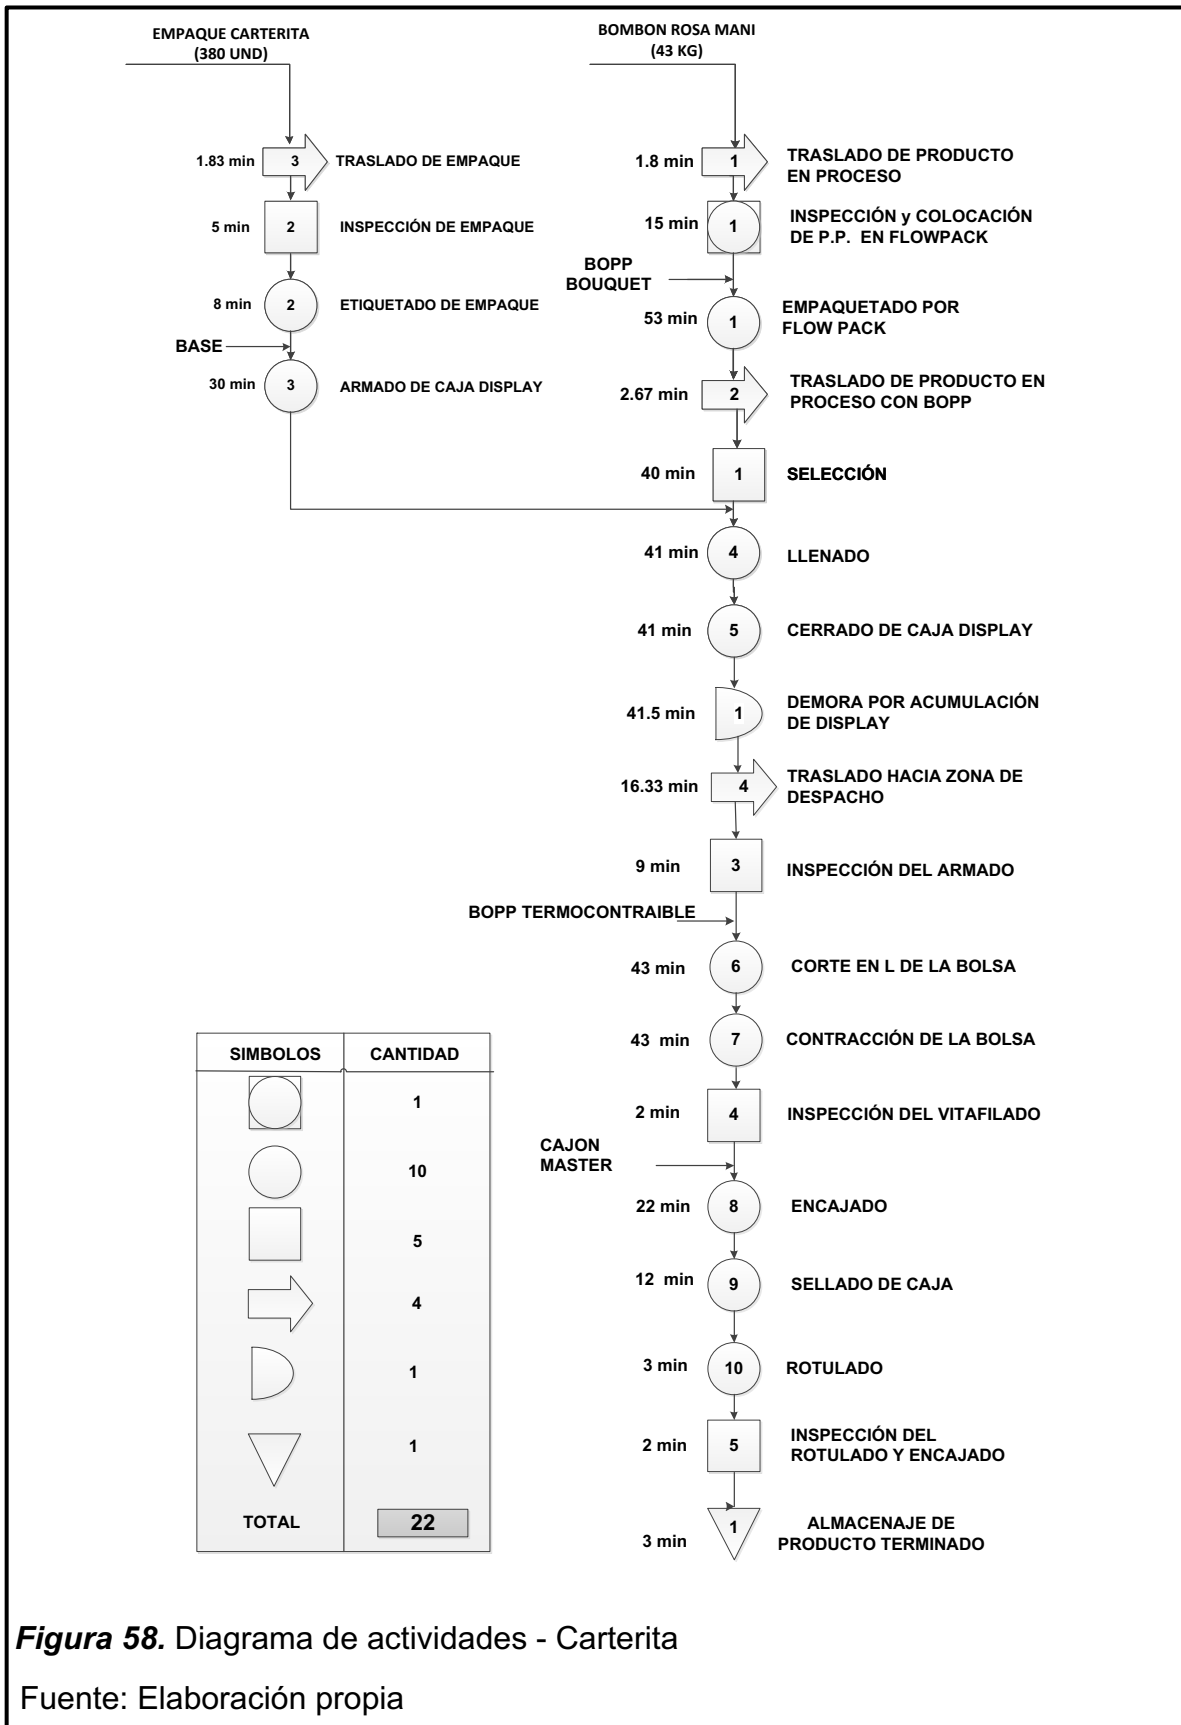 EMPAQUE CARTERITA
(380 UND)
BOMBON ROSA MANI
(43 KG)
1.83 min
3
TRASLADO DE EMPAQUE
5 min
2
INSPECCIÓN DE EMPAQUE
8 min
2
ETIQUETADO DE EMPAQUE
BASE
30 min
3
ARMADO DE CAJA DISPLAY
1.8 min
1
TRASLADO DE PRODUCTO
EN PROCESO
15 min
1
INSPECCIÓN y COLOCACIÓN
DE P.P. EN FLOWPACK
BOPP
BOUQUET
53 min
1
EMPAQUETADO POR
FLOW PACK
2.67 min
2
TRASLADO DE PRODUCTO EN
PROCESO CON BOPP
40 min
1
SELECCIÓN
41 min
4
LLENADO
41 min
5
CERRADO DE CAJA DISPLAY
41.5 min
1
DEMORA POR ACUMULACIÓN
DE DISPLAY
16.33 min
4
TRASLADO HACIA ZONA DE
DESPACHO
9 min
3
INSPECCIÓN DEL ARMADO
BOPP TERMOCONTRAIBLE
43 min
6
CORTE EN L DE LA BOLSA
43 min
7
CONTRACCIÓN DE LA BOLSA
2 min
4
INSPECCIÓN DEL VITAFILADO
CAJON
MASTER
22 min
8
ENCAJADO
12 min
9
SELLADO DE CAJA
3 min
10
ROTULADO
2 min
5
INSPECCIÓN DEL
ROTULADO Y ENCAJADO
3 min
1
ALMACENAJE DE
PRODUCTO TERMINADO
SIMBOLOS CANTIDAD
1
10
5
4
1
1
TOTAL 22
Figura 58. Diagrama de actividades - Carterita
Fuente: Elaboración propia